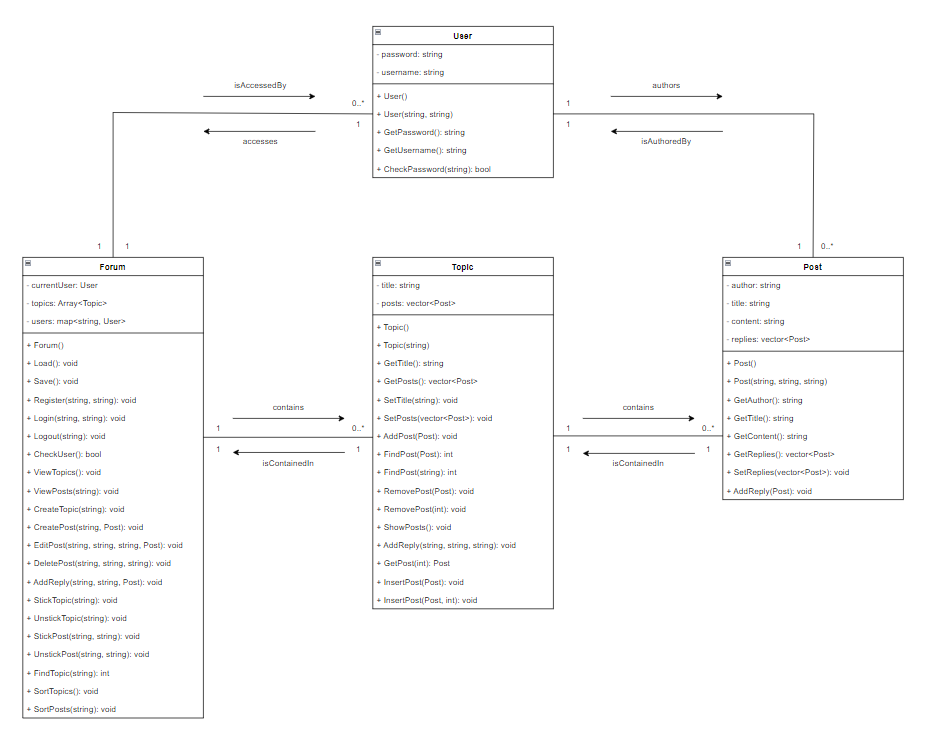 User
- password: string
- username: string
+ User()
+ User(string, string)
+ GetPassword(): string
+ GetUsername(): string
+ CheckPassword(string): bool
isAccessedBy
0..*
1
accesses
1
1
authors
1
1
isAuthoredBy
1
0..*
Forum
- currentUser: User
- topics: Array<Topic>
- users: map<string, User>
+ Forum()
+ Load(): void
+ Save(): void
+ Register(string, string): void
+ Login(string, string): void
+ Logout(string): void
+ CheckUser(): bool
+ ViewTopics(): void
+ ViewPosts(string): void
+ CreateTopic(string): void
+ CreatePost(string, Post): void
+ EditPost(string, string, string, Post): void
+ DeletePost(string, string, string): void
+ AddReply(string, string, Post): void
+ StickTopic(string): void
+ UnstickTopic(string): void
+ StickPost(string, string): void
+ UnstickPost(string, string): void
+ FindTopic(string): int
+ SortTopics(): void
+ SortPosts(string): void
contains
1
0..*
1
1
isContainedIn
Topic
- title: string
- posts: vector<Post>
+ Topic()
+ Topic(string)
+ GetTitle(): string
+ GetPosts(): vector<Post>
+ SetTitle(string): void
+ SetPosts(vector<Post>): void
+ AddPost(Post): void
+ FindPost(Post): int
+ FindPost(string): int
+ RemovePost(Post): void
+ RemovePost(int): void
+ ShowPosts(): void
+ AddReply(string, string, string): void
+ GetPost(int): Post
+ InsertPost(Post): void
+ InsertPost(Post, int): void
contains
1
0..*
1
1
isContainedIn
Post
- author: string
- title: string
- content: string
- replies: vector<Post>
+ Post()
+ Post(string, string, string)
+ GetAuthor(): string
+ GetTitle(): string
+ GetContent(): string
+ GetReplies(): vector<Post>
+ SetReplies(vector<Post>): void
+ AddReply(Post): void